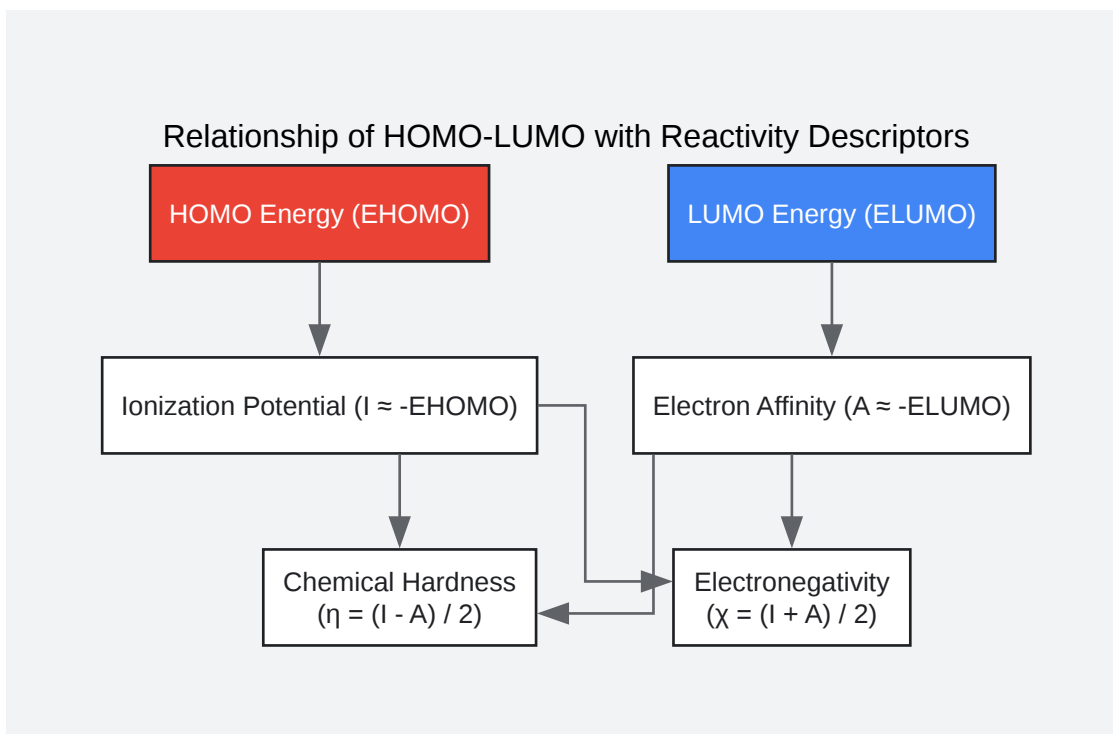 Relationship of HOMO-LUMO with Reactivity Descriptors
HOMO Energy (EHOMO)
LUMO Energy (ELUMO)
Ionization Potential (I ≈ -EHOMO)
Electron Affinity (A ≈ -ELUMO)
Chemical Hardness
(η = (I - A) / 2)
Electronegativity
(χ = (I + A) / 2)